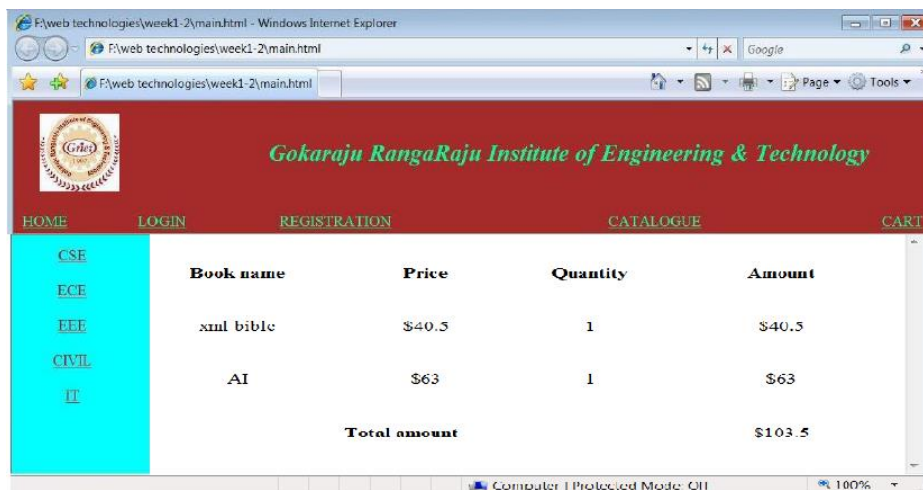 F:\web technologies\week1-2\main.html - Windows Internet Explorer
F:\web technologies\week1-2\main.html
Google
F:\web technologies\week1-2\main.html
Page
Tools
Griet
Gokaraju RangaRaju Institute of Engineering & Technology
HOME LOGIN REGISTRATION CATALOGUE CART
CSE
ECE
EEE
CIVIL
IT
Book name Price Quantity Amount
xml bible $40.5 1 $40.5
AI $63 1 $63
Total amount $103.5
Computer | Protected Mode: Off
100%